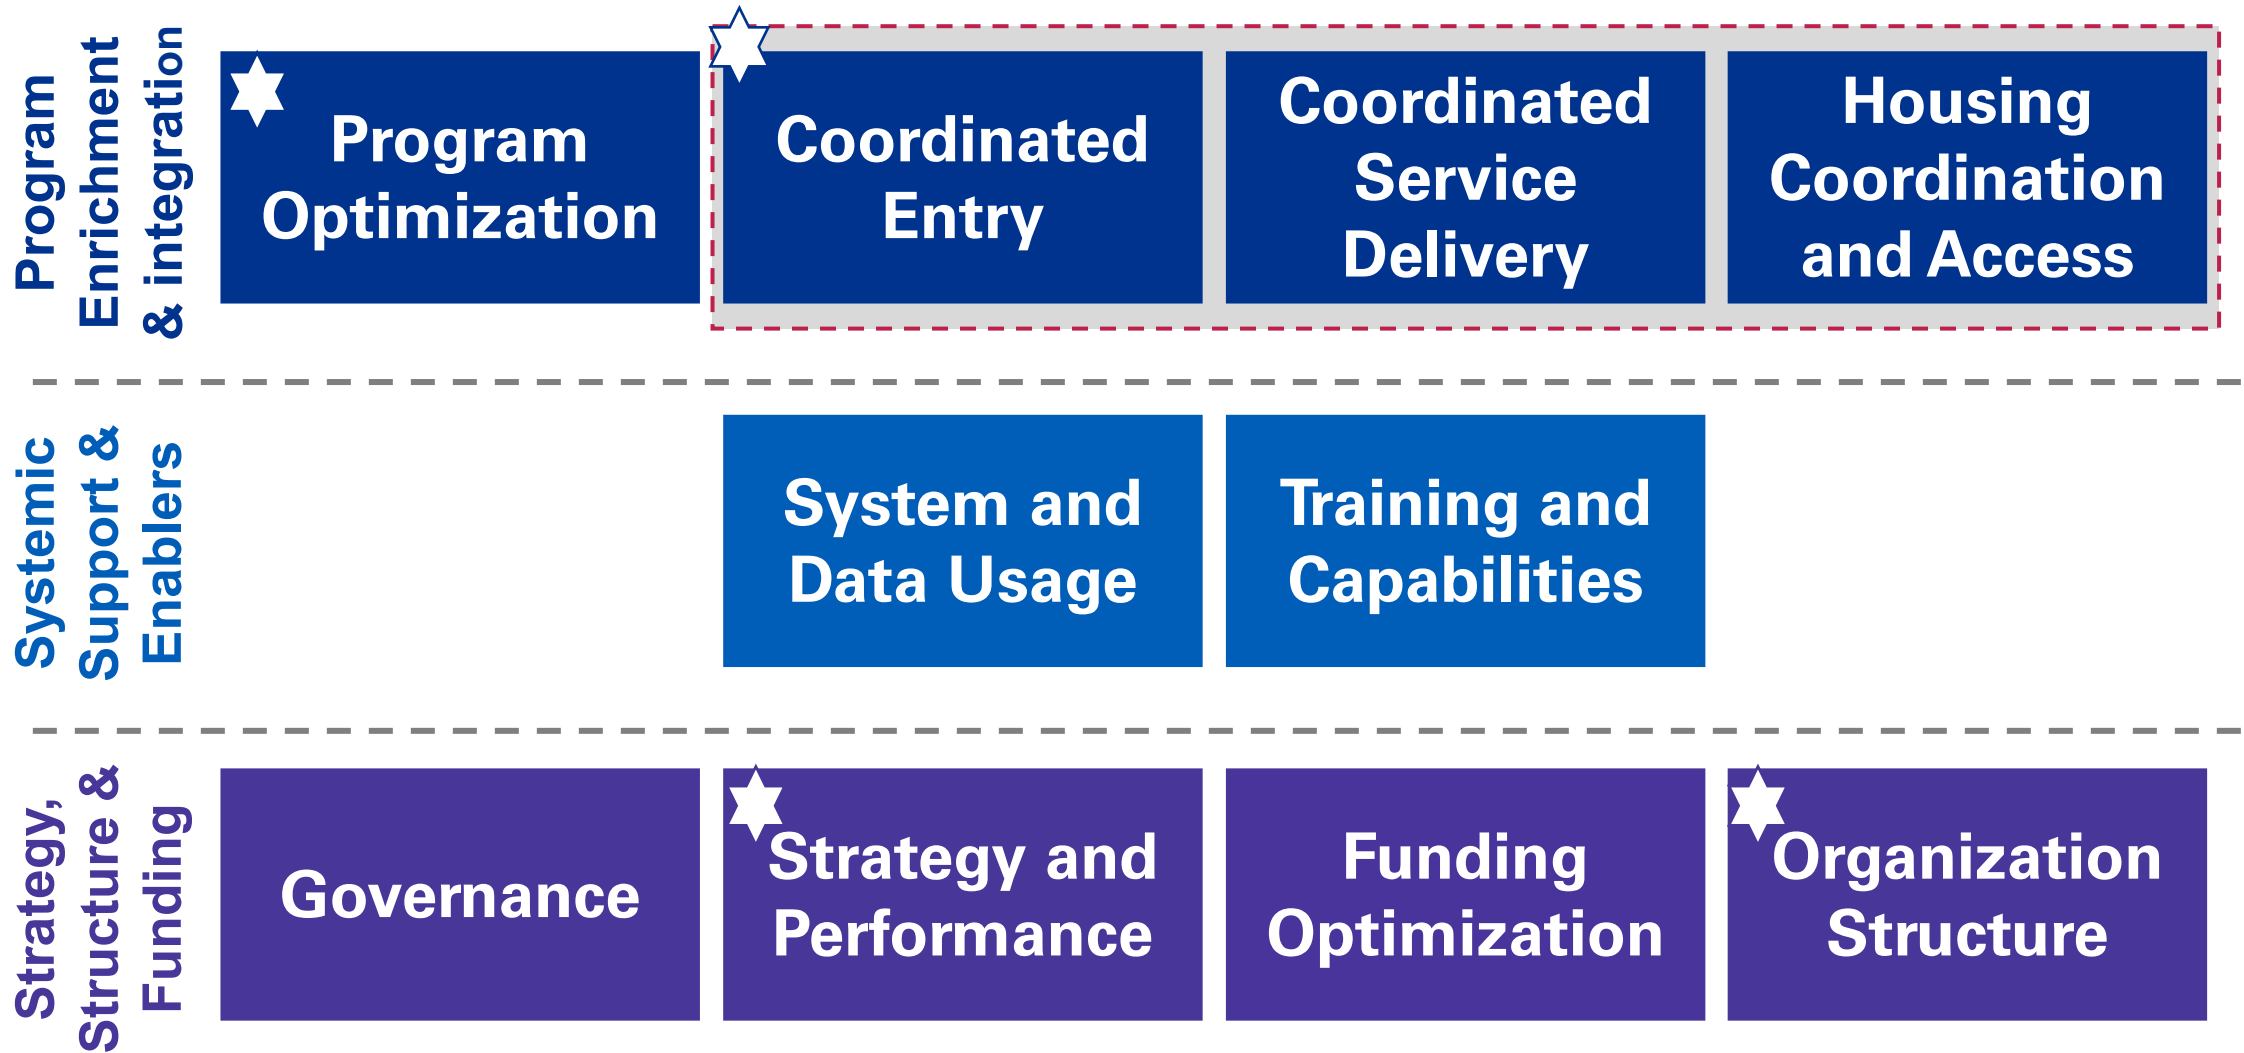 Program
Enrichment
& integration
Program
Optimization
Coordinated
Entry
Coordinated
Service
Delivery
Housing
Coordination
and Access
Systemic
Support &
Enablers
System and
Data Usage
Training and
Capabilities
Strategy,
Structure &
Funding
Governance
Strategy and
Performance
Funding
Optimization
Organization
Structure